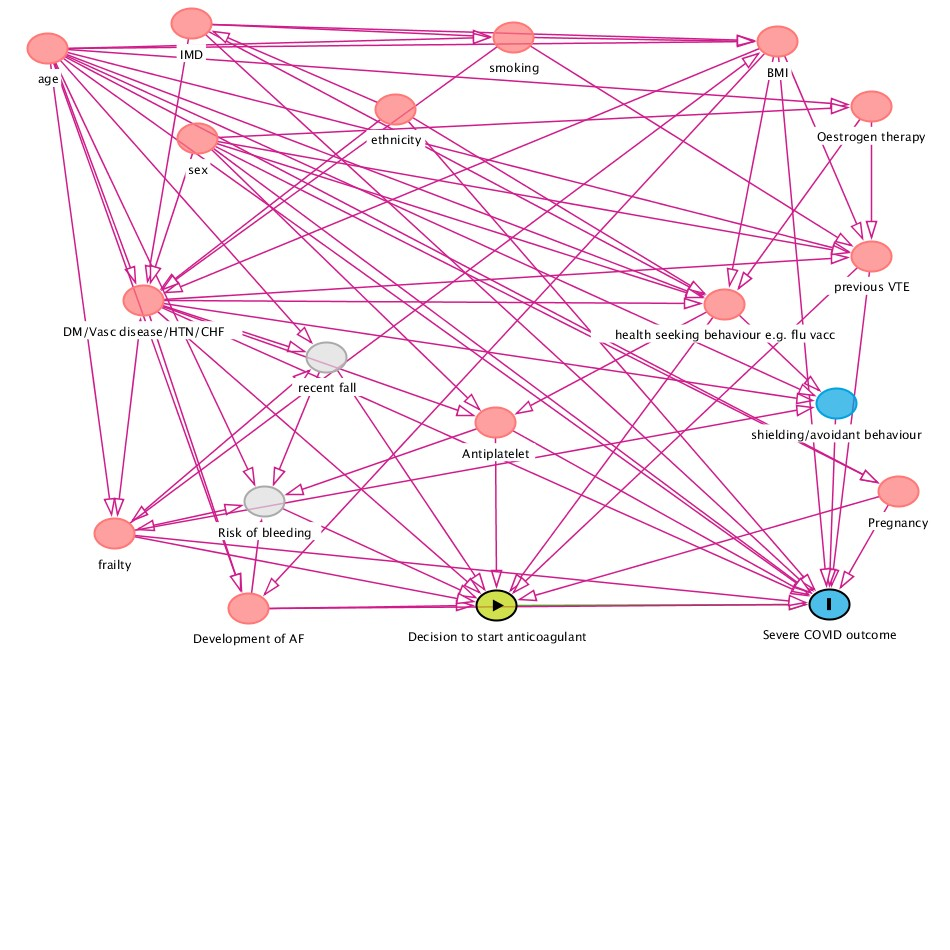 IMD
smoking
age
BMI
Oestrogen therapy
ethnicity
sex
previous VTE
DM/Vasc disease/HTN/CHF
health seeking behaviour e.g. flu vacc
recent fall
shielding/avoidant behaviour
Antiplatelet
Pregnancy
Risk of bleeding
frailty
Development of AF
Decision to start anticoagulant
Severe COVID outcome